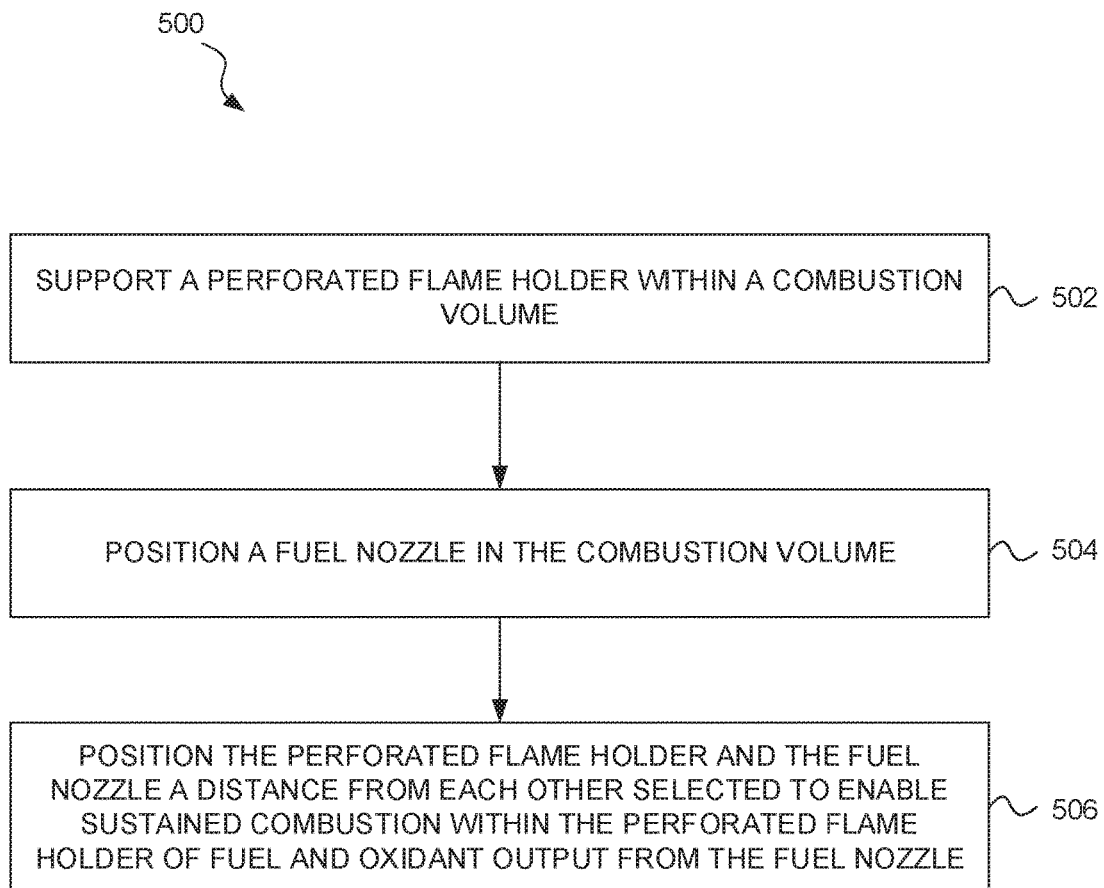 500
SUPPORT A PERFORATED FLAME HOLDER WITHIN A COMBUSTION
VOLUME
502
POSITION A FUEL NOZZLE IN THE COMBUSTION VOLUME
504
POSITION THE PERFORATED FLAME HOLDER AND THE FUEL
NOZZLE A DISTANCE FROM EACH OTHER SELECTED TO ENABLE
SUSTAINED COMBUSTION WITHIN THE PERFORATED FLAME
HOLDER OF FUEL AND OXIDANT OUTPUT FROM THE FUEL NOZZLE
506